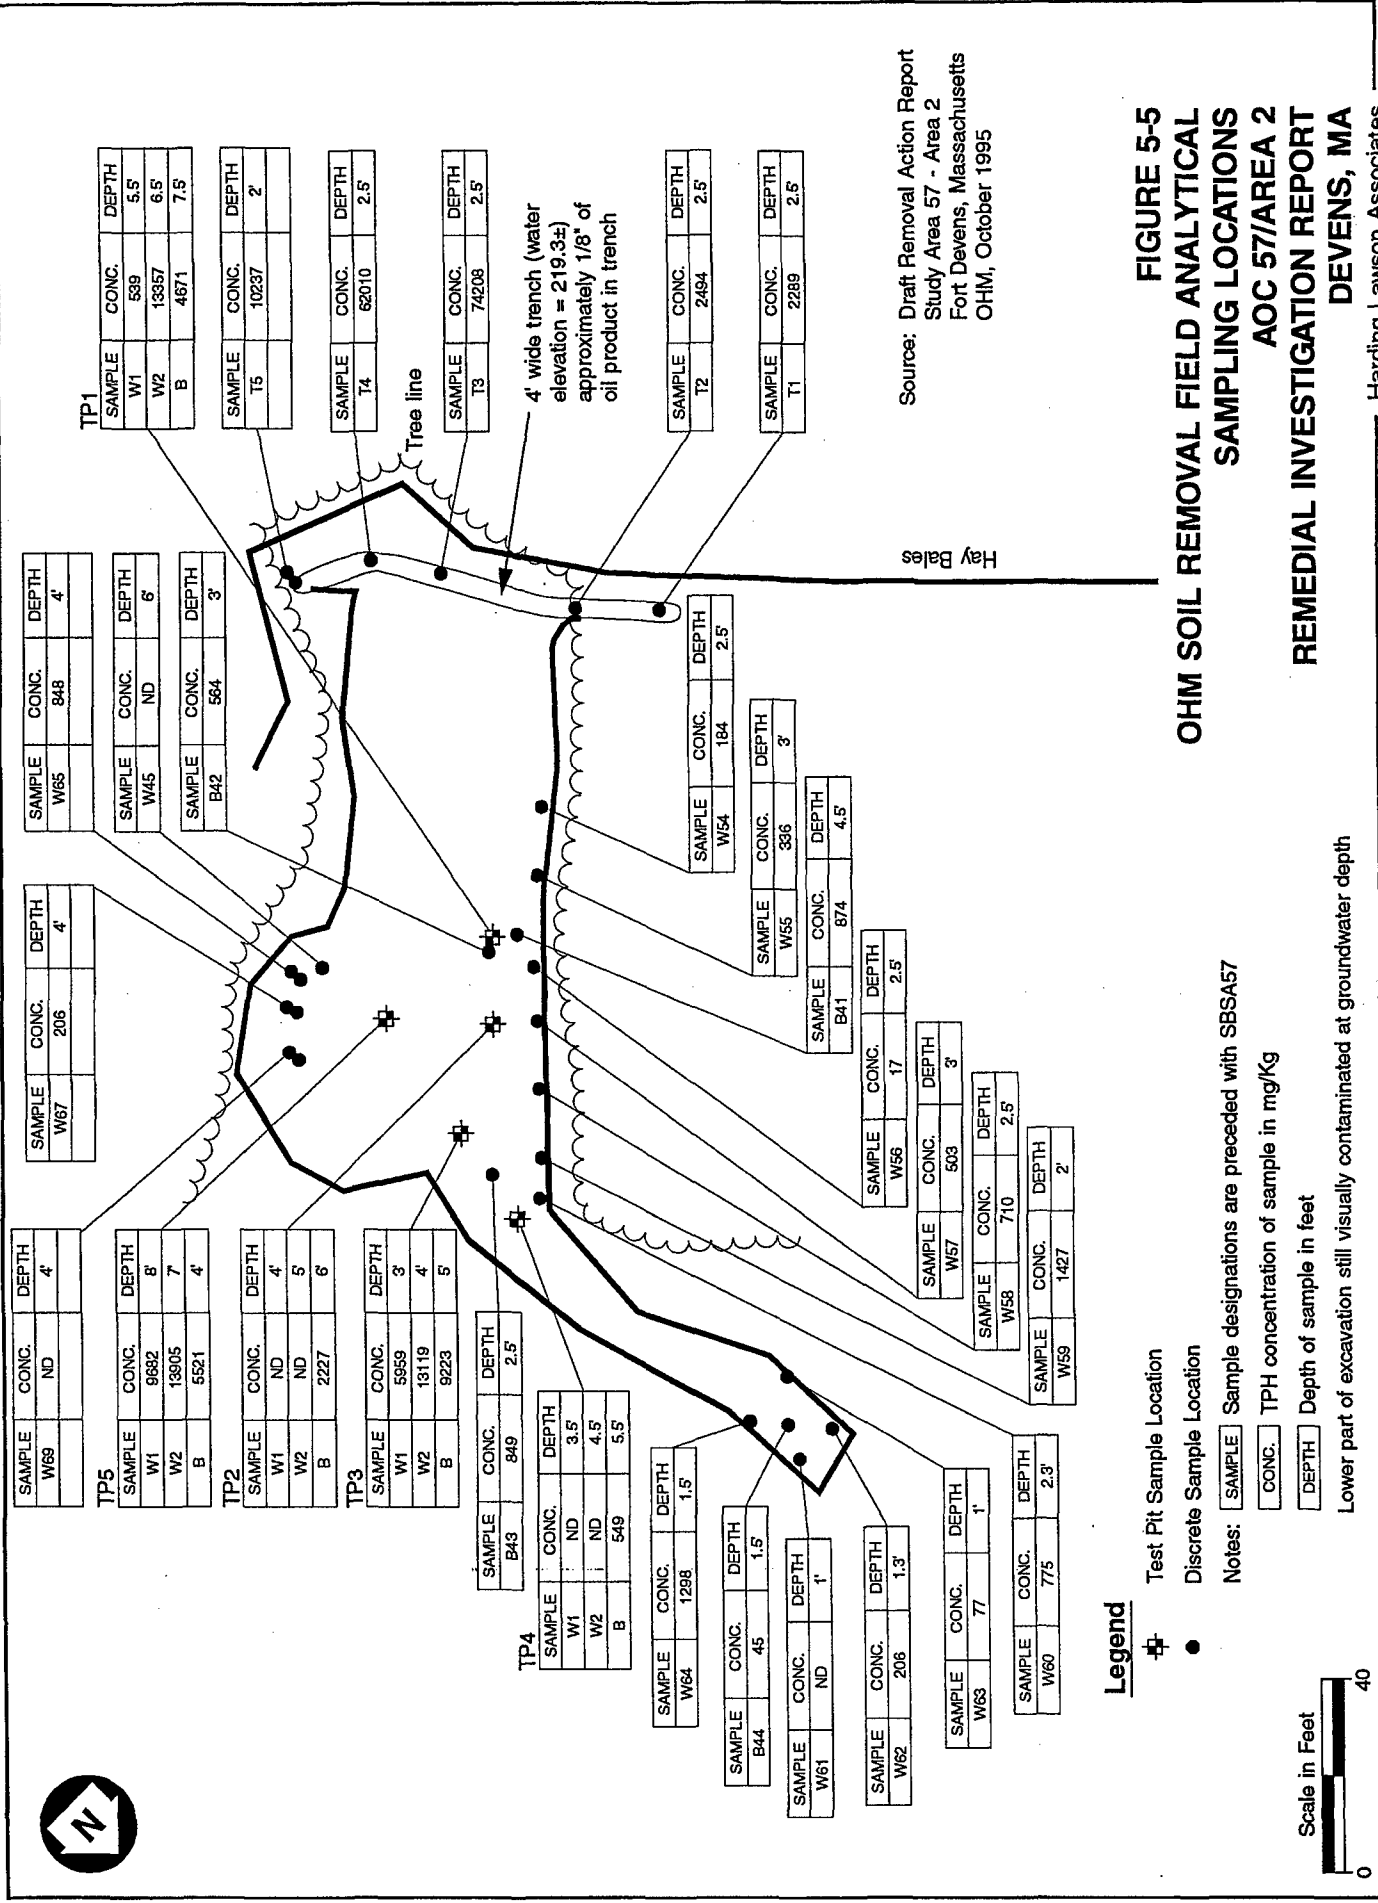 SAMPLE CONC. DEPTH
W69 ND 4'
TP5
SAMPLE CONC. DEPTH
W1 9682 8'
W2 13905 7'
B 5521 4'
TP2
SAMPLE CONC. DEPTH
W1 ND 4'
W2 ND 5'
B 2227 6'
TP3
SAMPLE CONC. DEPTH
W1 5959 3'
W2 13119 4'
B 9223 5'
SAMPLE CONC. DEPTH
B43 849 2.5'
TP4
SAMPLE CONC. DEPTH
W1 ND 3.5'
W2 ND 4.5'
B 549 5.5'
SAMPLE CONC. DEPTH
W64 1298 1.5'
SAMPLE CONC. DEPTH
B44 45 1.5'
SAMPLE CONC. DEPTH
W61 ND 1'
SAMPLE CONC. DEPTH
W62 206 1.3'
SAMPLE CONC. DEPTH
W63 77 1'
SAMPLE CONC. DEPTH
W60 775 2.3'
SAMPLE CONC. DEPTH
W67 206 4'
SAMPLE CONC. DEPTH
W65 848 4'
SAMPLE CONC. DEPTH
W45 ND 6'
SAMPLE CONC. DEPTH
B42 564 3'
TP1
SAMPLE CONC. DEPTH
W1 539 5.5'
W2 13357 6.5'
B 4671 7.5'
SAMPLE CONC. DEPTH
T5 10237 2'
SAMPLE CONC. DEPTH
T4 62010 2.5'
Tree line
SAMPLE CONC. DEPTH
T3 74208 2.5'
4' wide trench (water
elevation = 219.3±)
approximately 1/8" of
oil product in trench
SAMPLE CONC. DEPTH
T2 2494 2.5'
SAMPLE CONC. DEPTH
T1 2289 2.5'
Hay Bales
SAMPLE CONC. DEPTH
W54 184 2.5'
SAMPLE CONC. DEPTH
W55 336 3'
SAMPLE CONC. DEPTH
B41 874 4.5'
SAMPLE CONC. DEPTH
W56 17 2.5'
SAMPLE CONC. DEPTH
W57 503 3'
SAMPLE CONC. DEPTH
W58 710 2.5'
SAMPLE CONC. DEPTH
W59 1427 2'
Source: Draft Removal Action Report
Study Area 57 - Area 2
Fort Devens, Massachusetts
OHM, October 1995
Legend
Test Pit Sample Location
Discrete Sample Location
Notes: SAMPLE Sample designations are preceded with SBSA57
CONC. TPH concentration of sample in mg/Kg
DEPTH Depth of sample in feet
Lower part of excavation still visually contaminated at groundwater depth
N
Scale in Feet
0 40
FIGURE 5-5
OHM SOIL REMOVAL FIELD ANALYTICAL
SAMPLING LOCATIONS
AOC 57/AREA 2
REMEDIAL INVESTIGATION REPORT
DEVENS, MA
Harding Lawson Associates